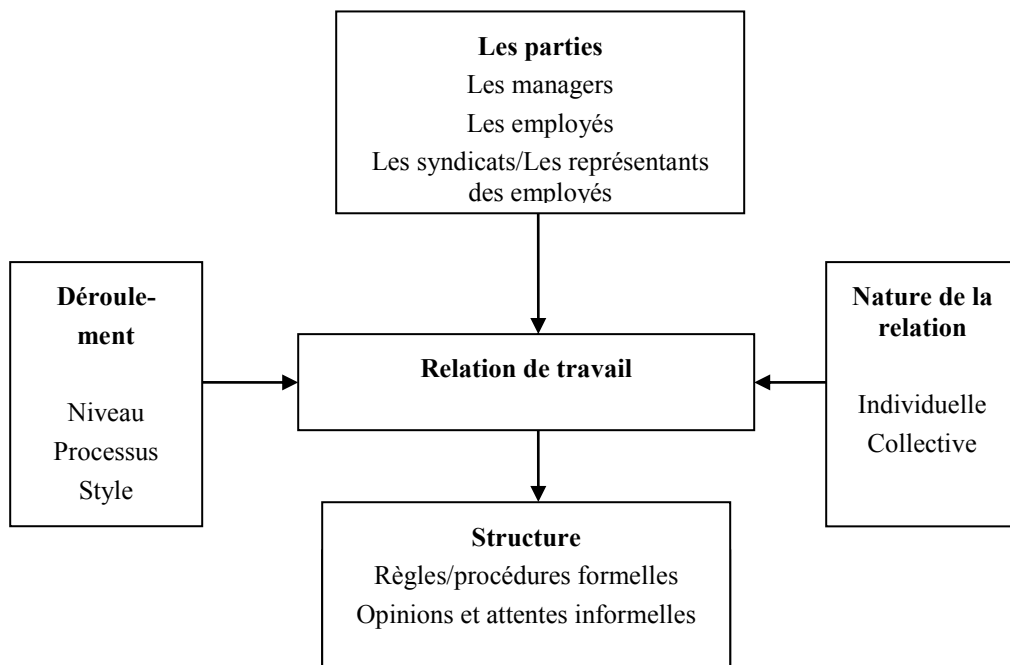 Les parties
Les managers
Les employés
Les syndicats/Les représentants
des employés
Déroule-
ment
Niveau
Processus
Style
Relation de travail
Nature de la
relation
Individuelle
Collective
Structure
Règles/procédures formelles
Opinions et attentes informelles